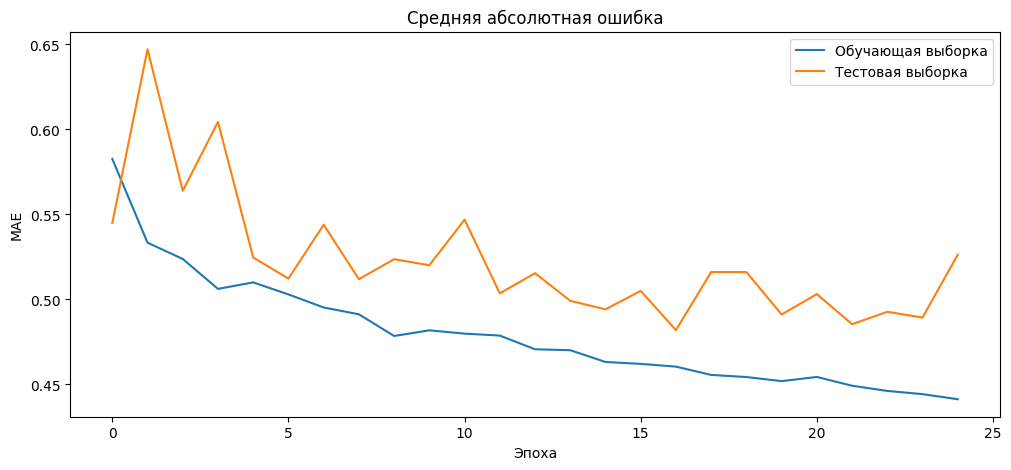 Средняя абсолютная ошибка
Обучающая выборка
Тестовая выборка
MAE
0.65
0.60
0.55
0.50
0.45
0
5
10
15
20
25
Эпоха